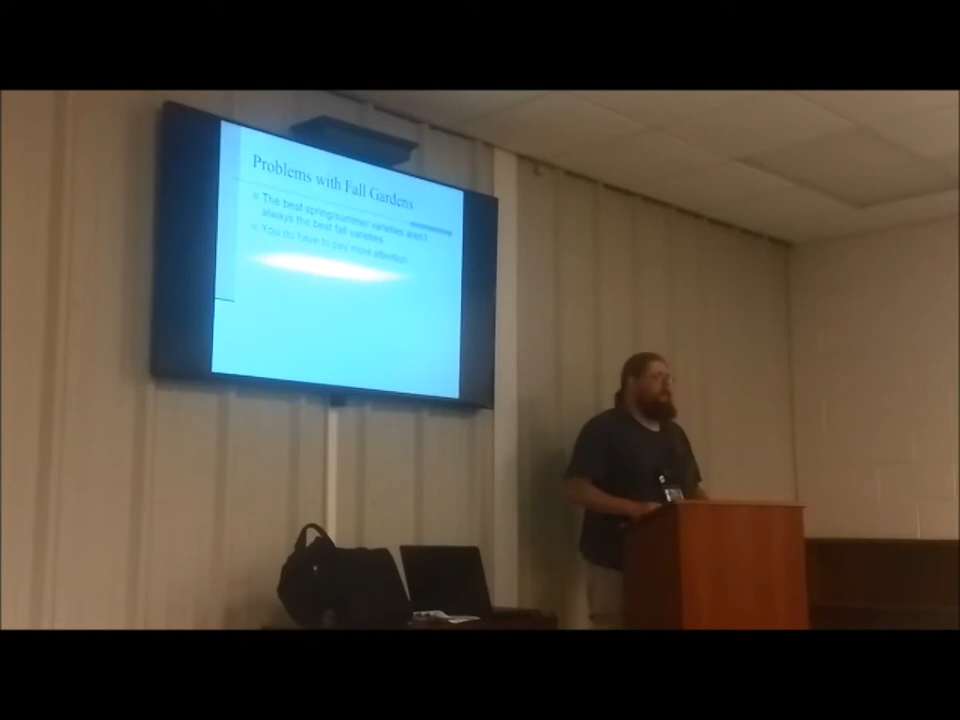 Problems with Fall Gardens
The best spring/summer varieties aren't
always the best fall varieties.
You do have to pay more attention